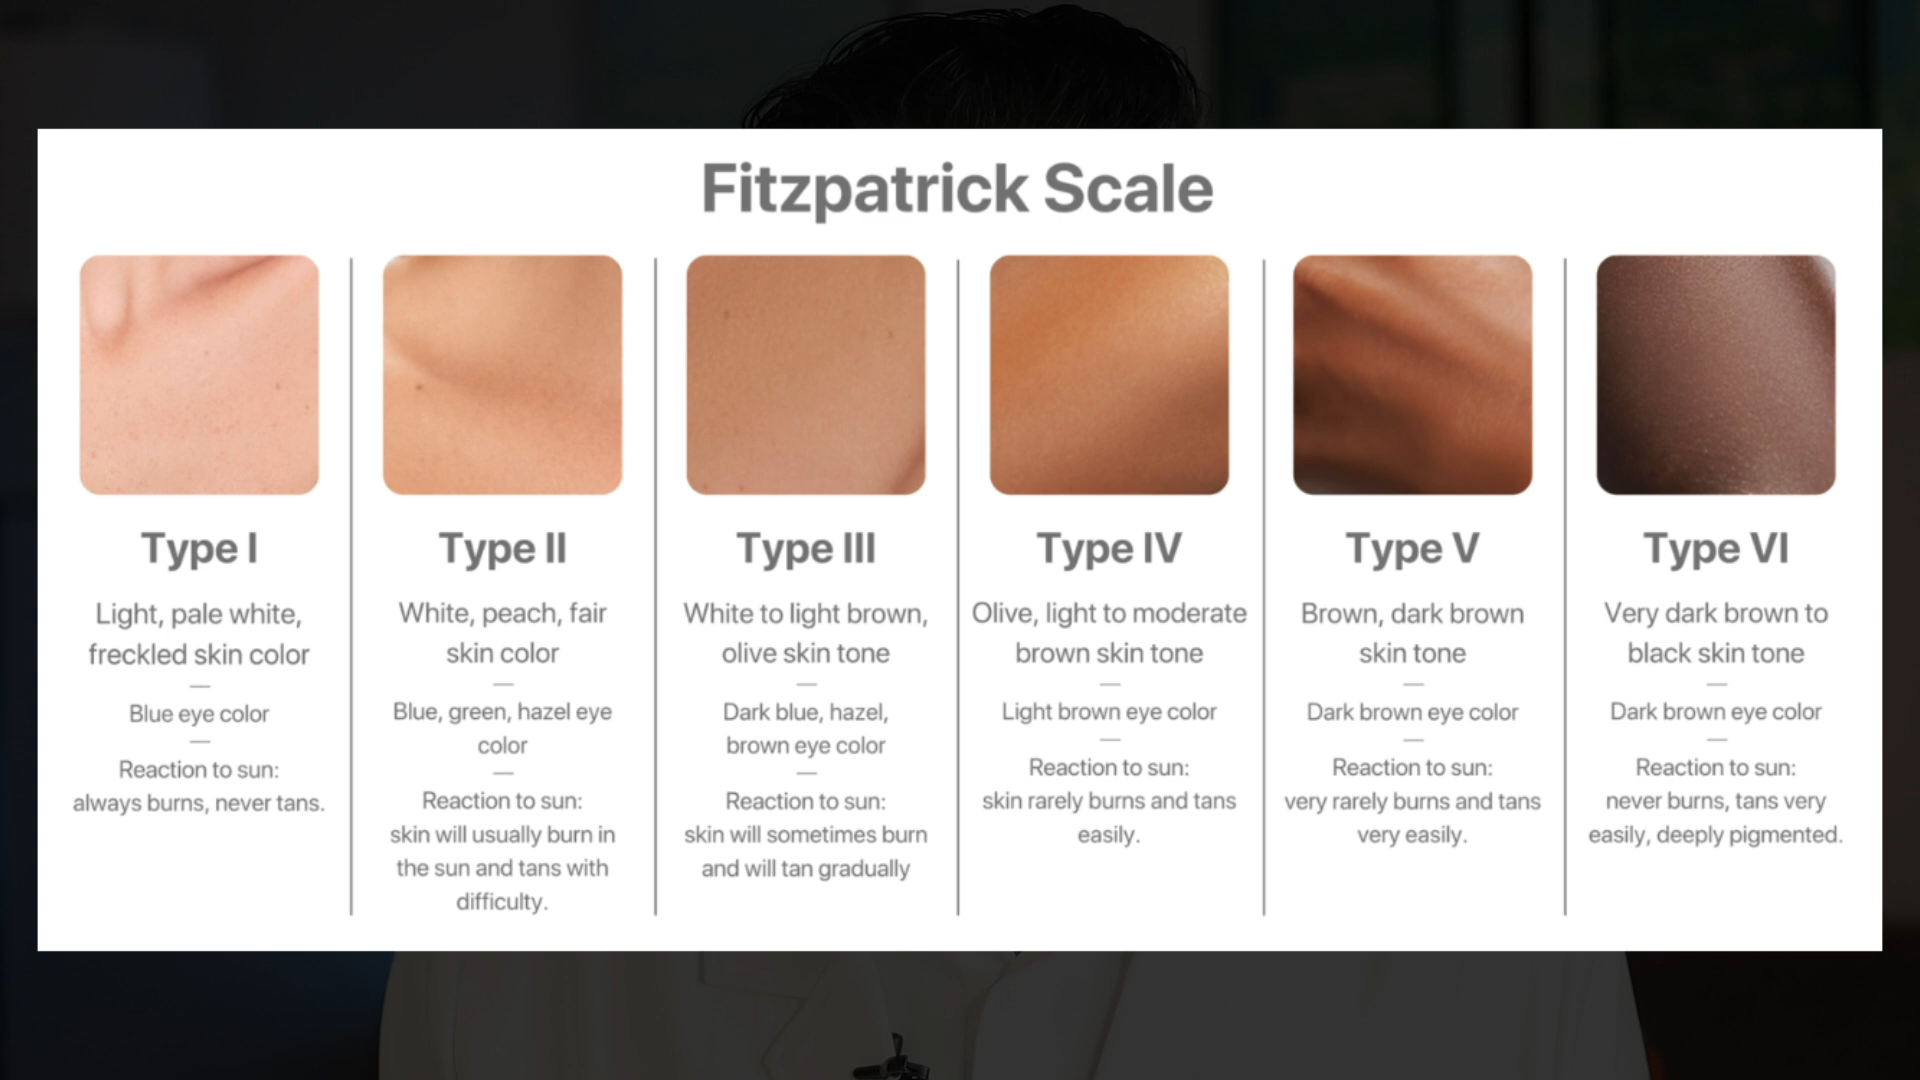 Fitzpatrick Scale
Type I
Light, pale white,
freckled skin color
—
Blue eye color
—
Reaction to sun:
always burns, never tans.
Type II
White, peach, fair
skin color
—
Blue, green, hazel eye
color
—
Reaction to sun:
skin will usually burn in
the sun and tans with
difficulty.
Type III
White to light brown,
olive skin tone
—
Dark blue, hazel,
brown eye color
—
Reaction to sun:
skin will sometimes burn
and will tan gradually
Type IV
Olive, light to moderate
brown skin tone
—
Light brown eye color
—
Reaction to sun:
skin rarely burns and tans
easily.
Type V
Brown, dark brown
skin tone
—
Dark brown eye color
—
Reaction to sun:
very rarely burns and tans
very easily.
Type VI
Very dark brown to
black skin tone
—
Dark brown eye color
—
Reaction to sun:
never burns, tans very
easily, deeply pigmented.